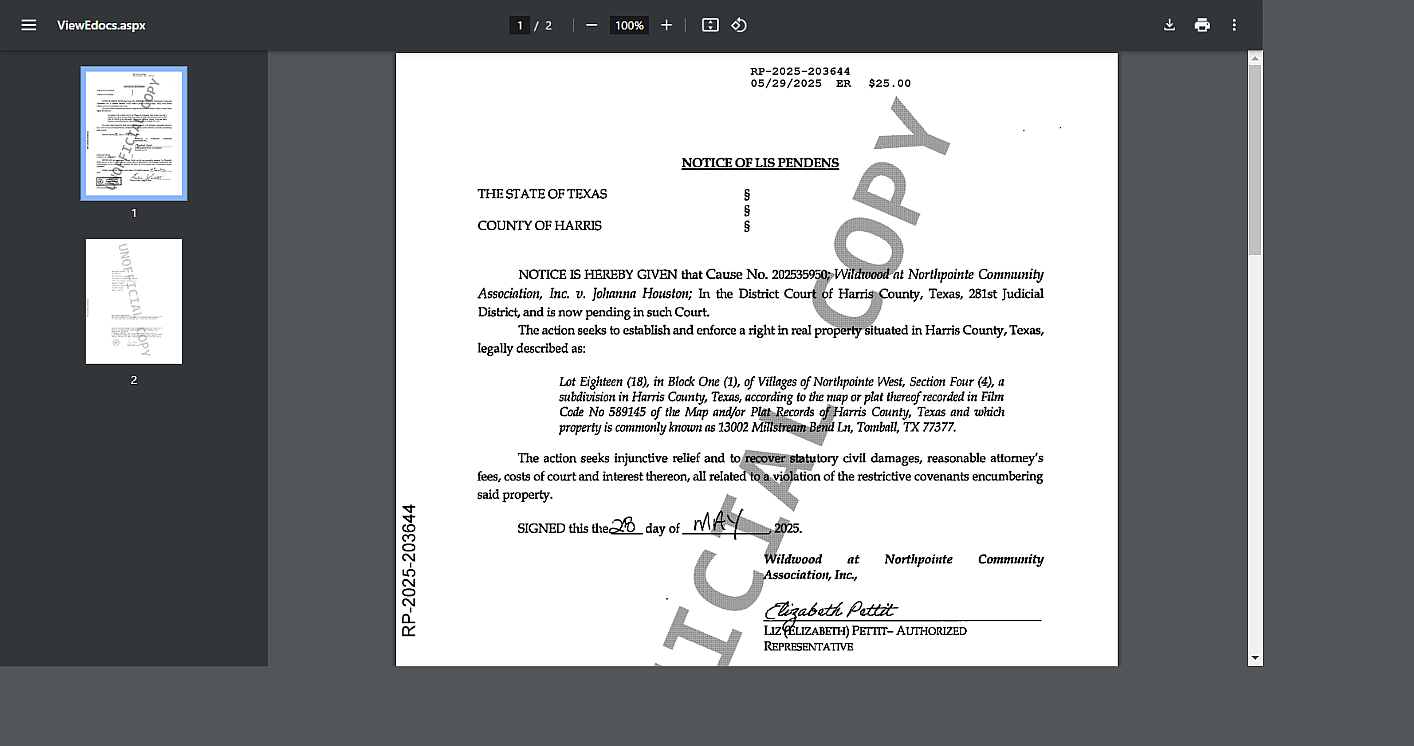 ViewEdocs.aspx
1 / 2
100%
1
2
RP-2025-203644
05/29/2025 ER $25.00
NOTICE OF LIS PENDENS
THE STATE OF TEXAS §
§
COUNTY OF HARRIS §
NOTICE IS HEREBY GIVEN that Cause No. 202535950; Wildwood at Northpointe Community
Association, Inc. v. Johanna Houston; In the District Court of Harris County, Texas, 281st Judicial
District, and is now pending in such Court.
The action seeks to establish and enforce a right in real property situated in Harris County, Texas,
legally described as:
Lot Eighteen (18), in Block One (1), of Villages of Northpointe West, Section Four (4), a
subdivision in Harris County, Texas, according to the map or plat thereof recorded in Film
Code No 589145 of the Map and/or Plat Records of Harris County, Texas and which
property is commonly known as 13002 Millstream Bend Ln, Tomball, TX 77377.
The action seeks injunctive relief and to recover statutory civil damages, reasonable attorney's
fees, costs of court and interest thereon, all related to a violation of the restrictive covenants encumbering
said property.
SIGNED this the 28 day of MAY, 2025.
Wildwood at Northpointe Community
Association, Inc.,
Elizabeth Pettit
LIZ (ELIZABETH) PETTIT– AUTHORIZED
REPRESENTATIVE
RP-2025-203644
ICIAL COPY
UNOFFICIAL COPY
UNOFFICIAL COPY